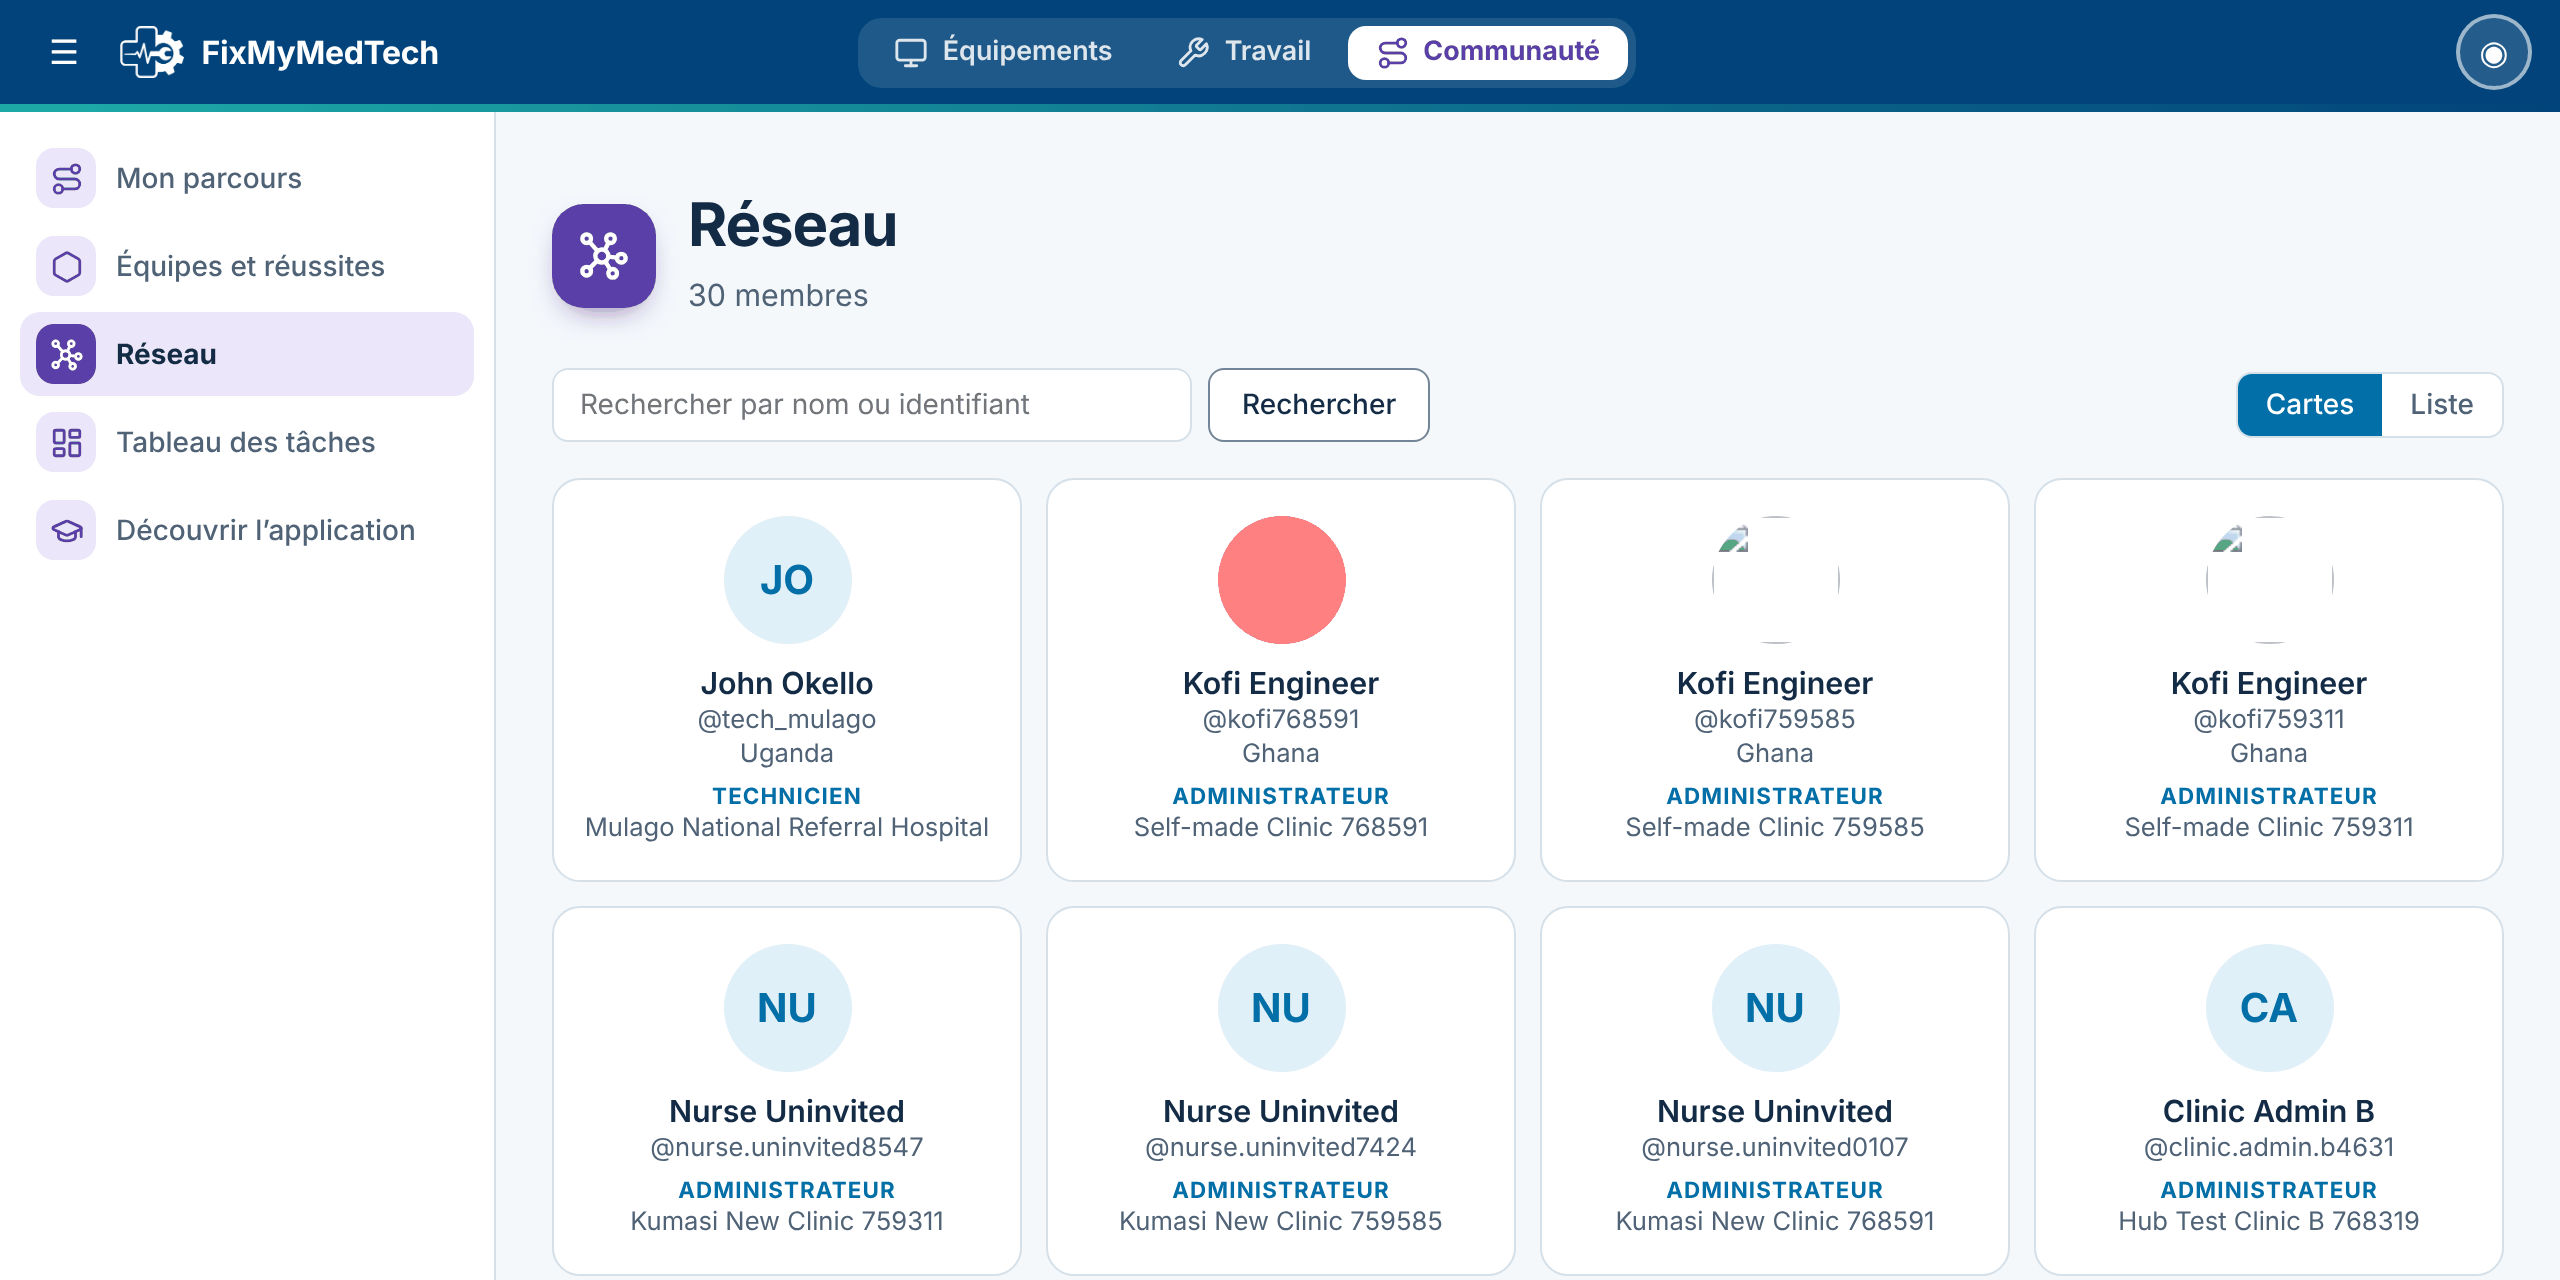 FixMyMedTech
Équipements
Travail
Communauté
Mon parcours
Équipes et réussites
Réseau
Tableau des tâches
Découvrir l’application
Réseau
30 membres
Rechercher par nom ou identifiant
Rechercher
Cartes
Liste
JO
John Okello
@tech_mulago
Uganda
TECHNICIEN
Mulago National Referral Hospital
Kofi Engineer
@kofi768591
Ghana
ADMINISTRATEUR
Self-made Clinic 768591
Kofi Engineer
@kofi759585
Ghana
ADMINISTRATEUR
Self-made Clinic 759585
Kofi Engineer
@kofi759311
Ghana
ADMINISTRATEUR
Self-made Clinic 759311
NU
Nurse Uninvited
@nurse.uninvited8547
ADMINISTRATEUR
Kumasi New Clinic 759311
NU
Nurse Uninvited
@nurse.uninvited7424
ADMINISTRATEUR
Kumasi New Clinic 759585
NU
Nurse Uninvited
@nurse.uninvited0107
ADMINISTRATEUR
Kumasi New Clinic 768591
CA
Clinic Admin B
@clinic.admin.b4631
ADMINISTRATEUR
Hub Test Clinic B 768319